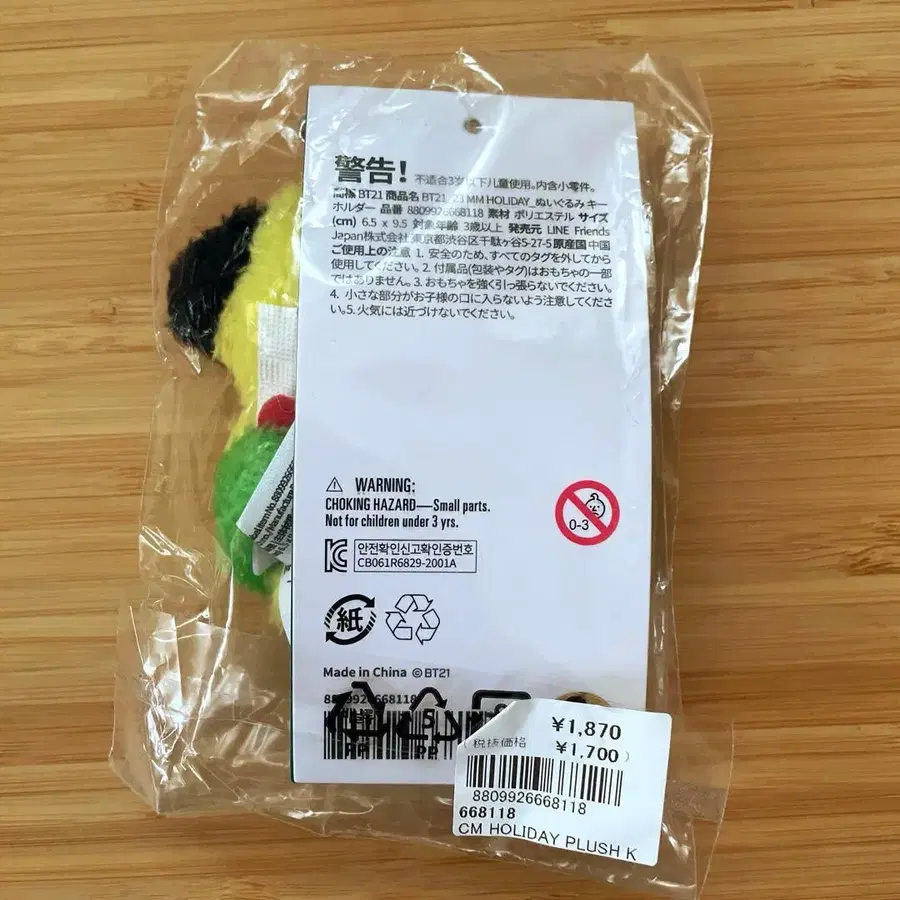 警告! 不适合3岁以下儿童使用。内含小零件。
商標 BT21 商品名 BT21_23 MM HOLIDAY_ぬいぐるみ キー
ホルダー 品番 8809926668118 素材 ポリエステル サイズ
(cm) 6.5 x 9.5 対象年齢 3歳以上 発売元 LINE Friends
Japan株式会社 東京都渋谷区千駄ヶ谷5-27-5 原産国 中国
ご使用上の注意 1. 安全のため、すべてのタグを外してから
使用してください。2. 付属品(包装やタグ)はおもちゃの一部
ではありません。3. おもちゃを強く引っ張らないでください。
4. 小さな部分がお子様の口に入らないよう注意してくださ
い。5. 火気には近づけないでください。
WARNING:
CHOKING HAZARD—Small parts.
Not for children under 3 yrs.
0-3
안전확인신고확인증번호
CB061R6829-2001A
紙
Made in China ©BT21
8809926668118
5
PP
¥1,870
(税抜価格 ¥1,700)
8809926668118
668118
CM HOLIDAY PLUSH K